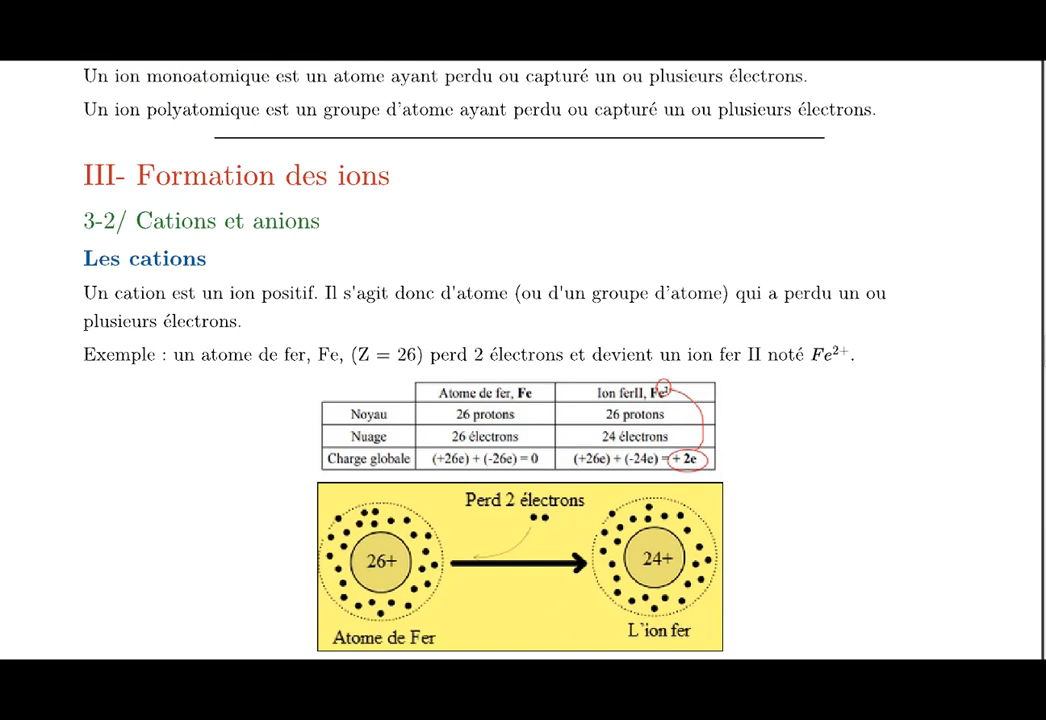 Un ion monoatomique est un atome ayant perdu ou capturé un ou plusieurs électrons.
Un ion polyatomique est un groupe d'atome ayant perdu ou capturé un ou plusieurs électrons.
III- Formation des ions
3-2/ Cations et anions
Les cations
Un cation est un ion positif. Il s'agit donc d'atome (ou d'un groupe d'atome) qui a perdu un ou
plusieurs électrons.
Exemple : un atome de fer, Fe, (Z = 26) perd 2 électrons et devient un ion fer II noté Fe²⁺.
Atome de fer, Fe Ion ferII,
Noyau 26 protons 26 protons
Nuage 26 électrons 24 électrons
Charge globale (+26e) + (-26e) = 0 (+26e) + (-24e) = + 2e
Perd 2 électrons
26+ 24+
Atome de Fer L'ion fer